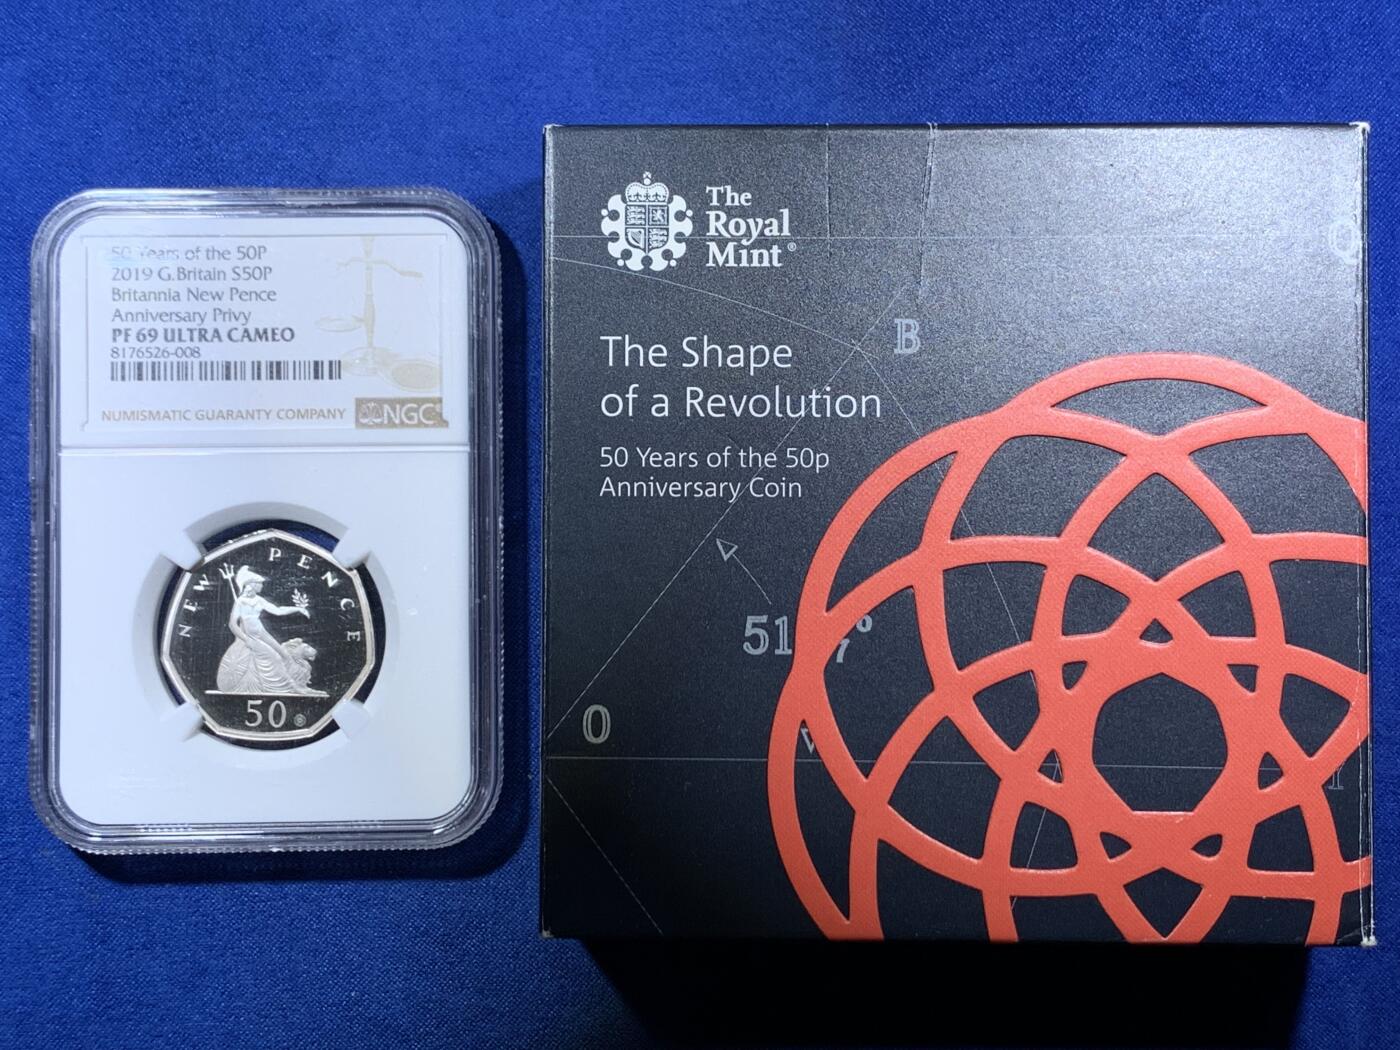 50 Years of the 50P
2019 G.Britain S50P
Britannia New Pence
Anniversary Privy
PF 69 ULTRA CAMEO
8176526-008
NUMISMATIC GUARANTY COMPANY
NGC
NEW PENCE
50
The
Royal
Mint®
The Shape
of a Revolution
50 Years of the 50p
Anniversary Coin
B
O